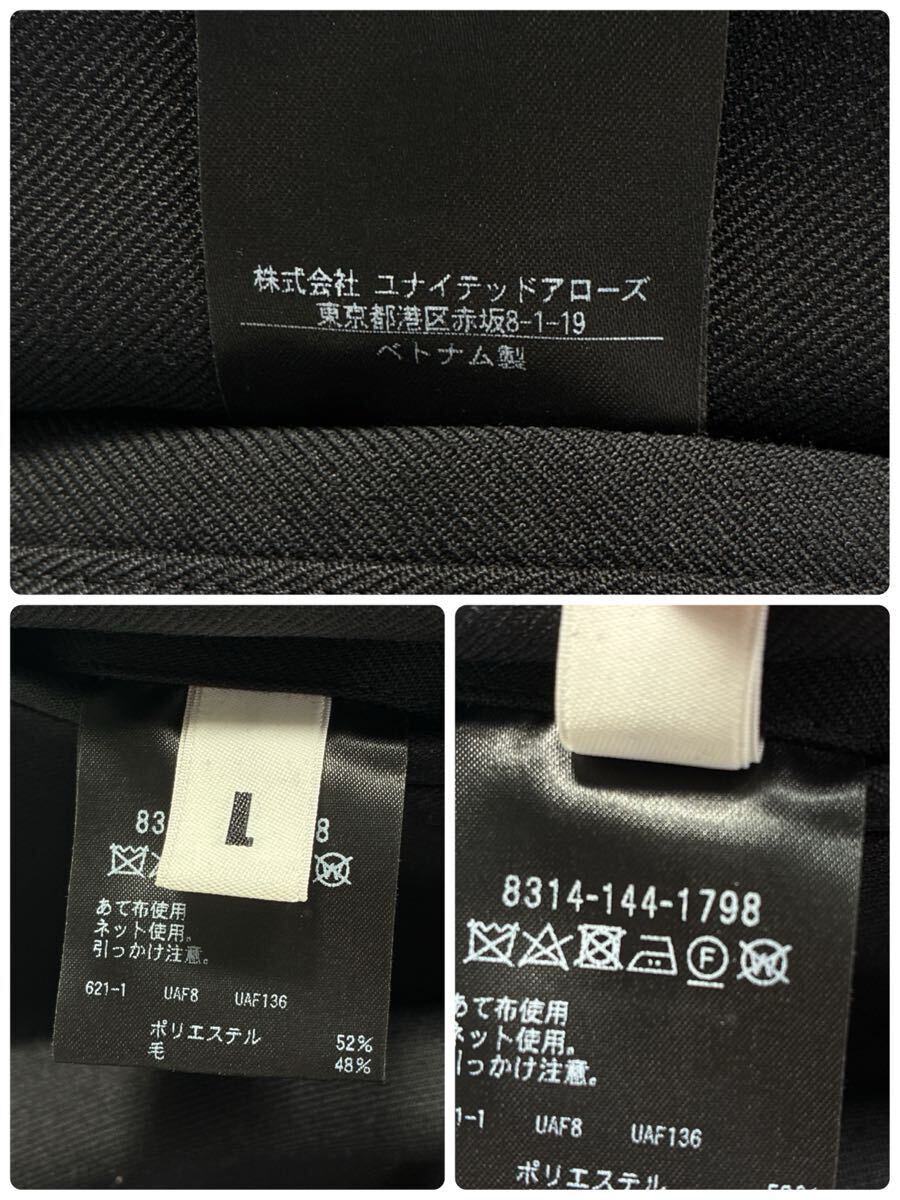 株式会社 ユナイテッドアローズ
東京都港区赤坂8-1-19
ベトナム製
L
83
8
あて布使用
ネット使用。
引っかけ注意。
621-1 UAF8 UAF136
ポリエステル 52%
毛 48%
8314-144-1798
F
W
あて布使用
ネット使用。
引っかけ注意。
1-1 UAF8 UAF136
ポリエステル 52%